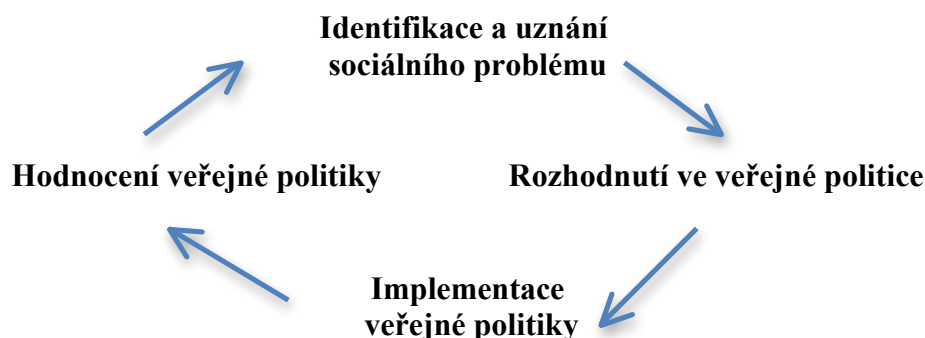 Identifikace a uznání
sociálního problému
Hodnocení veřejné politiky
Rozhodnutí ve veřejné politice
Implementace
veřejné politiky